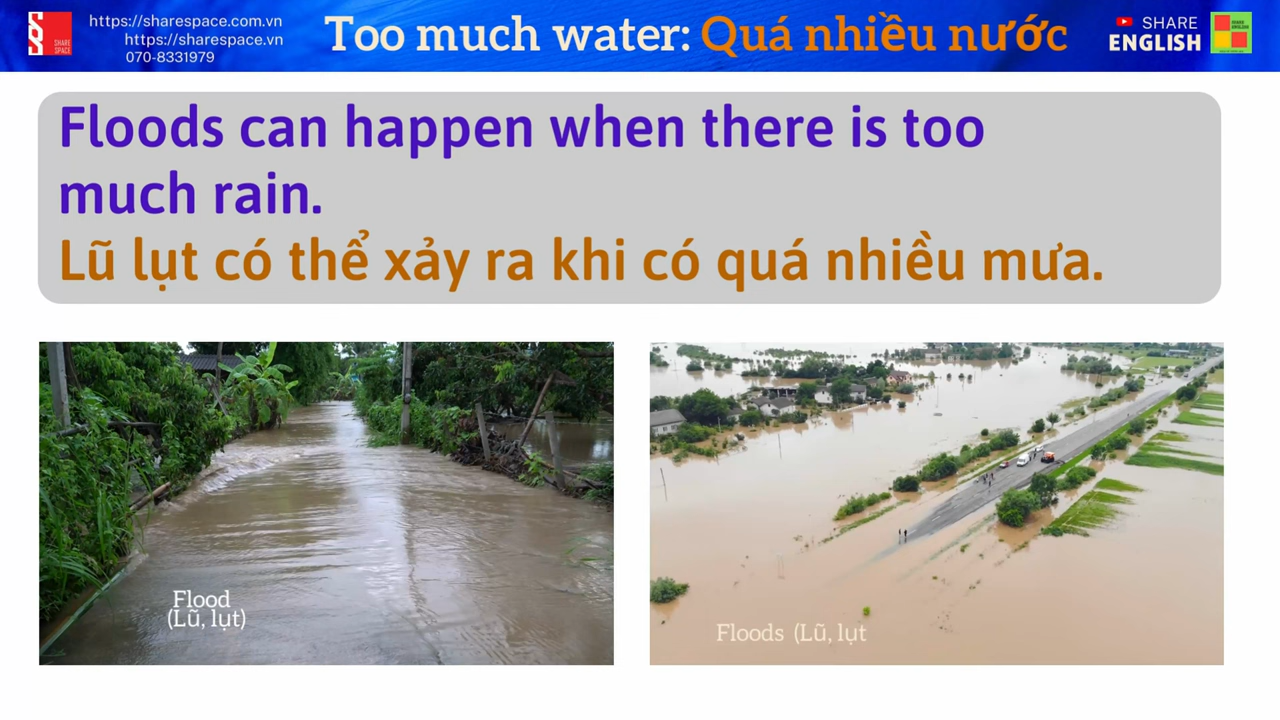 https://sharespace.com.vn
https://sharespace.vn
070-8331979
SHARE
SPACE
Too much water: Quá nhiều nước
SHARE
ENGLISH
Floods can happen when there is too
much rain.
Lũ lụt có thể xảy ra khi có quá nhiều mưa.
Flood
(Lũ, lụt)
Floods (Lũ, lụt